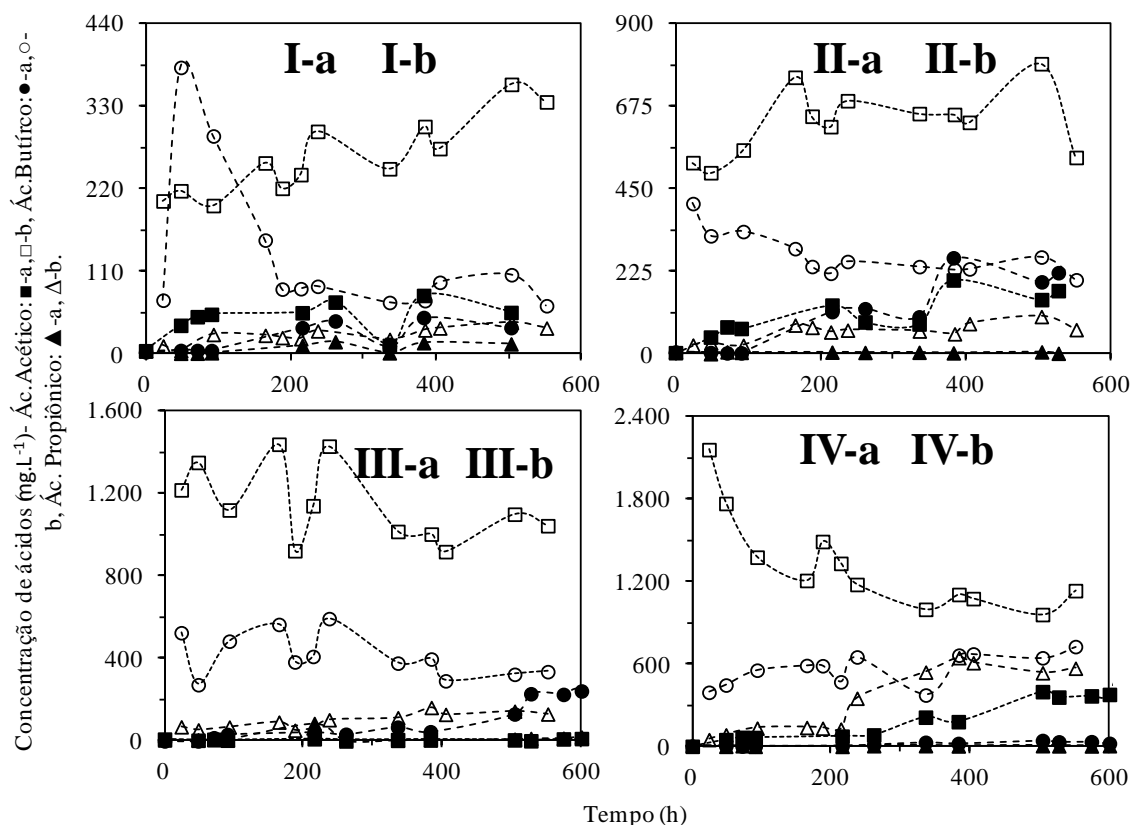 Concentração de ácidos (ng.L⁻¹)- Ác.Acético: ■-a,□-b, Ác.Butírco:●-a,○-
b, Ác. Propiônico: ▲-a, Δ-b.
440
330
220
110
0
I-a I-b
0 200 400 600
900
675
450
225
0
II-a II-b
0 200 400 600
1.600
1.200
800
400
0
III-a III-b
0 200 400 600
2.400
1.800
1.200
600
0
IV-a IV-b
0 200 400 600
Tempo (h)